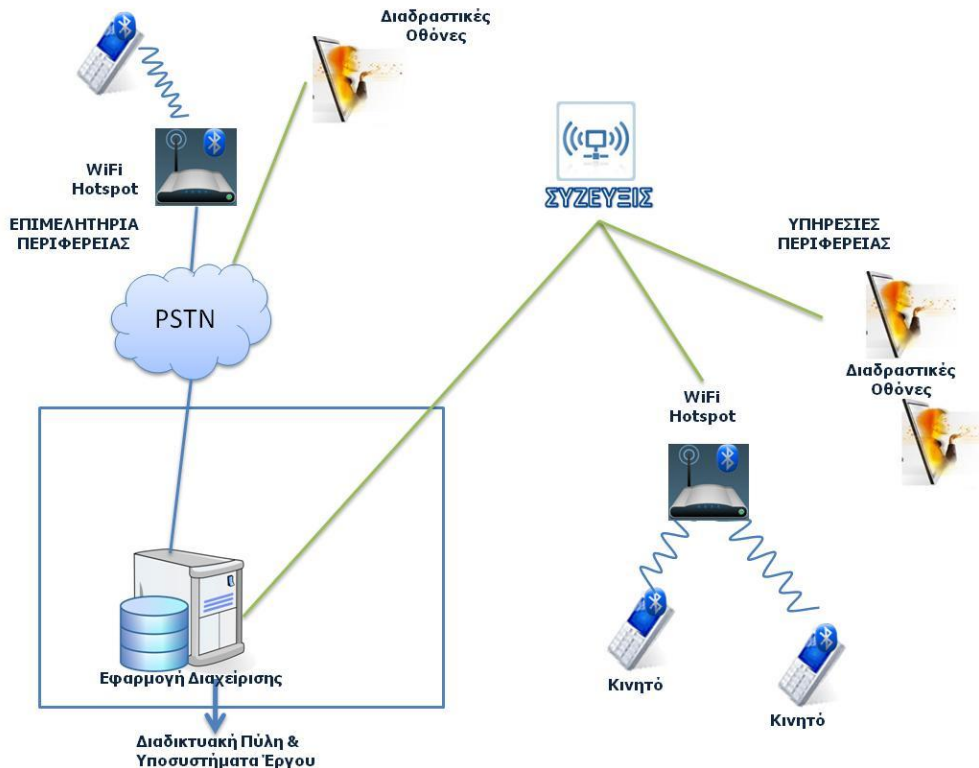 Διαδραστικές
Οθόνες
WiFi
Hotspot
ΕΠΙΜΕΛΗΤΗΡΙΑ
ΠΕΡΙΦΕΡΕΙΑΣ
PSTN
ΣΥΖΕΥΞΙΣ
ΥΠΗΡΕΣΙΕΣ
ΠΕΡΙΦΕΡΕΙΑΣ
Διαδραστικές
Οθόνες
WiFi
Hotspot
Κινητό
Κινητό
Εφαρμογή Διαχείρισης
Διαδικτυακή Πύλη &
Υποσυστήματα Έργου